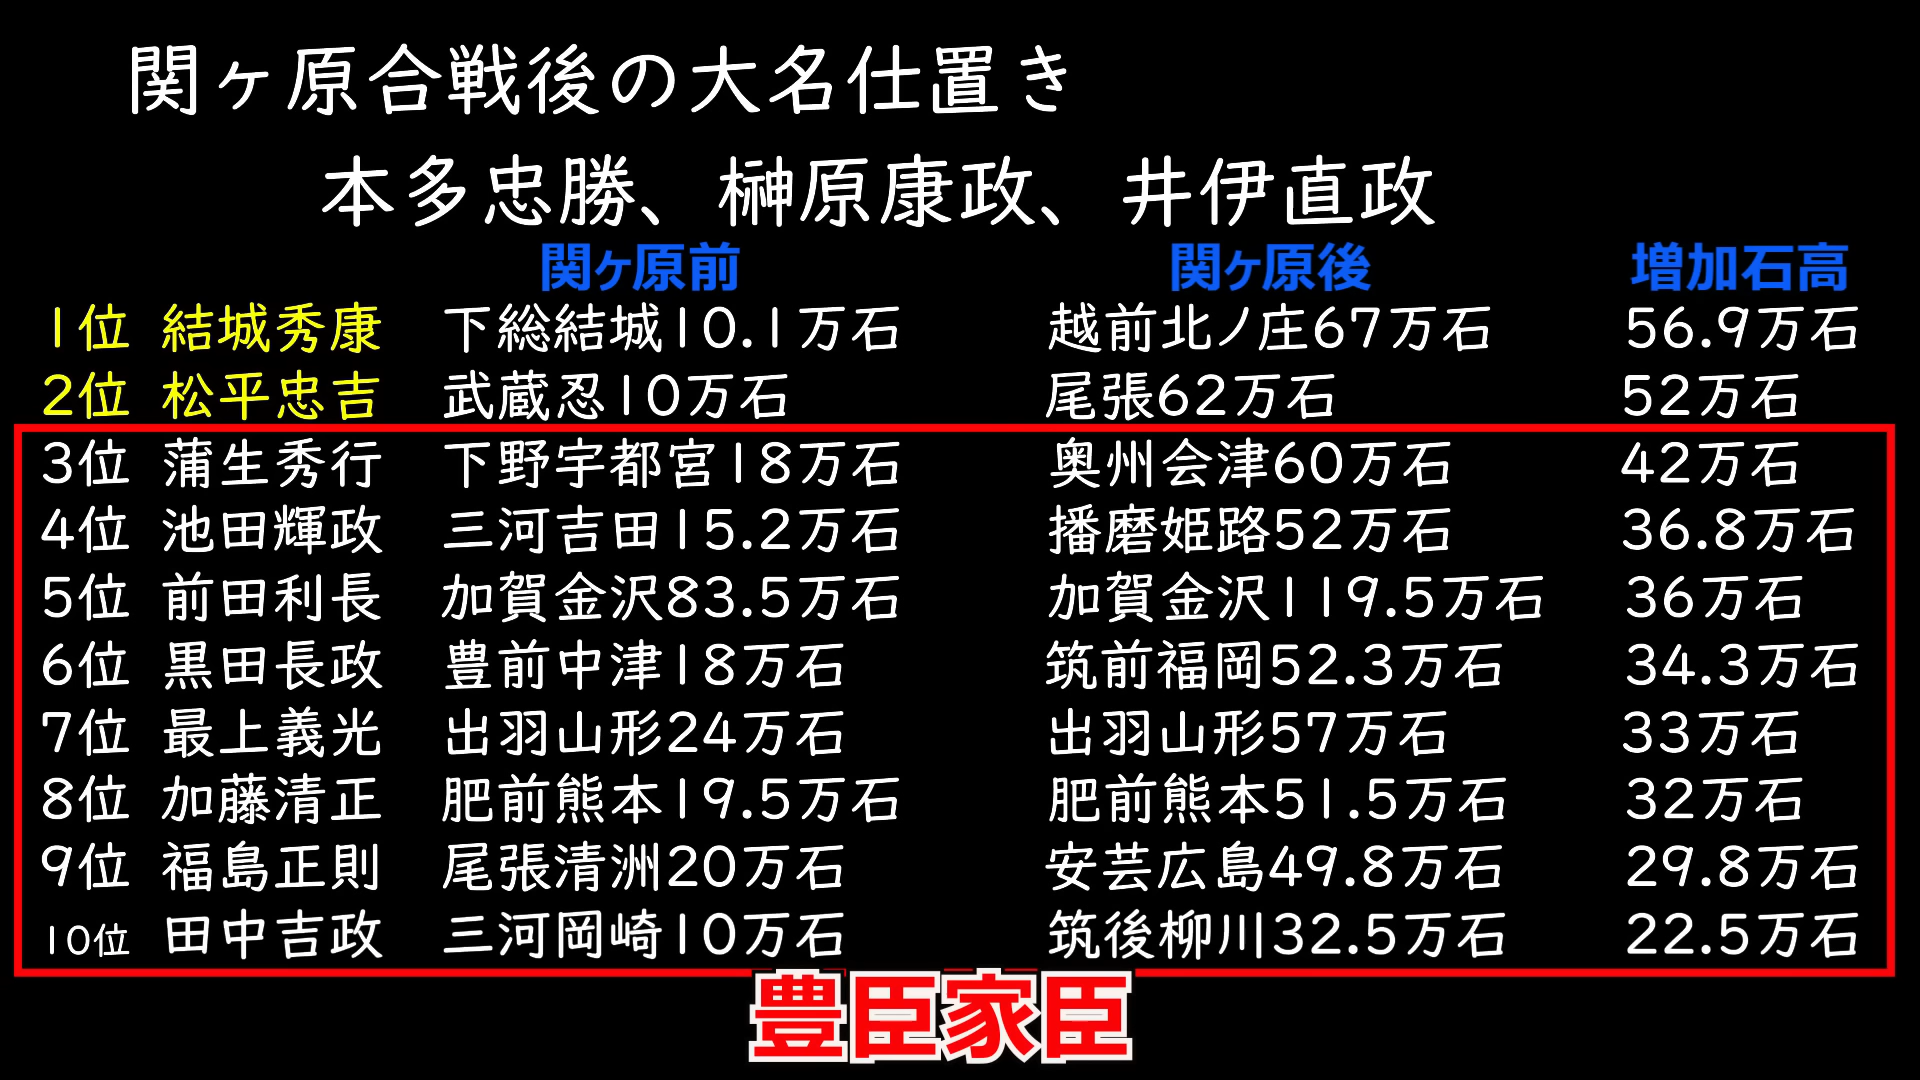 関ヶ原合戦後の大名仕置き
本多忠勝、榊原康政、井伊直政
関ヶ原前 関ヶ原後 増加石高
1位 結城秀康 下総結城10.1万石 越前北ノ庄67万石 56.9万石
2位 松平忠吉 武蔵忍10万石 尾張62万石 52万石
3位 蒲生秀行 下野宇都宮18万石 奥州会津60万石 42万石
4位 池田輝政 三河吉田15.2万石 播磨姫路52万石 36.8万石
5位 前田利長 加賀金沢83.5万石 加賀金沢119.5万石 36万石
6位 黒田長政 豊前中津18万石 筑前福岡52.3万石 34.3万石
7位 最上義光 出羽山形24万石 出羽山形57万石 33万石
8位 加藤清正 肥前熊本19.5万石 肥前熊本51.5万石 32万石
9位 福島正則 尾張清洲20万石 安芸広島49.8万石 29.8万石
10位 田中吉政 三河岡崎10万石 筑後柳川32.5万石 22.5万石
豊臣家臣